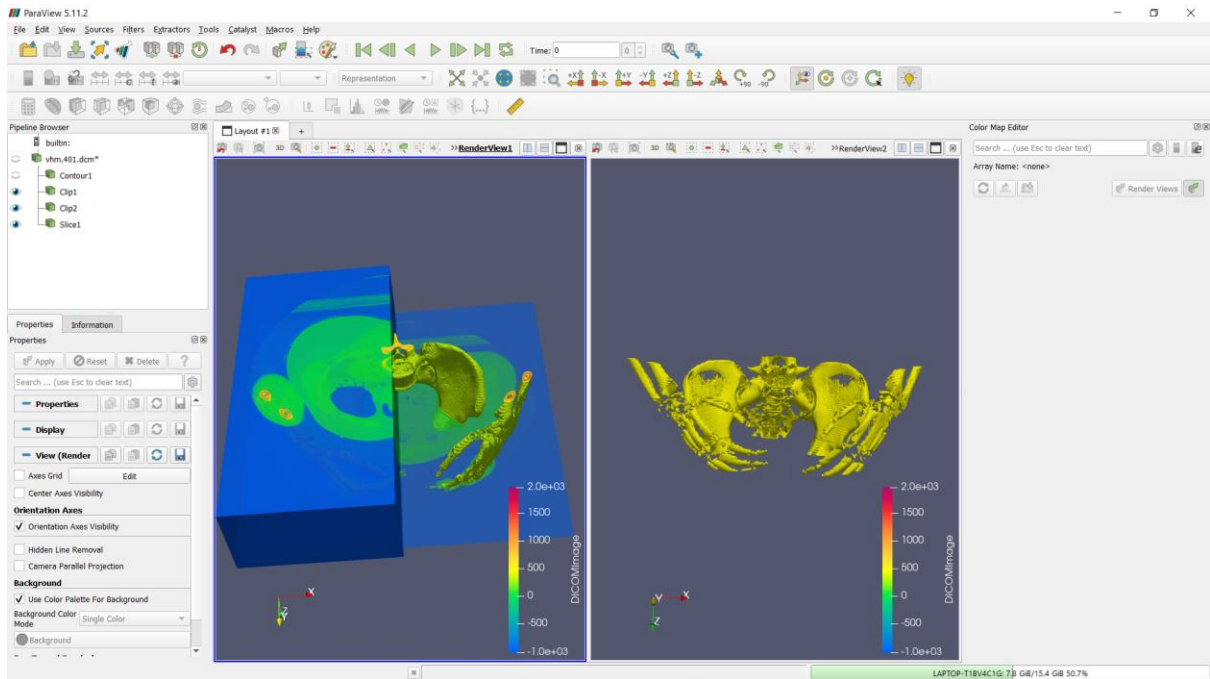 ParaView 5.11.2
File Edit View Sources Filters Extractors Tools Catalyst Macros Help
Time: 0 0
Representation +X -X +Y -Y +Z -Z +90 -90
Pipeline Browser
builtin:
vhm.401.dcm*
Contour1
Clip1
Clip2
Slice1
Properties Information
Properties
Apply Reset Delete ?
Search ... (use Esc to clear text)
Properties
Display
View (Render
Axes Grid Edit
Center Axes Visibility
Orientation Axes
Orientation Axes Visibility
Hidden Line Removal
Camera Parallel Projection
Background
Use Color Palette For Background
Background Color Mode Single Color
Background
Layout #1 +
3D >>RenderView1
2.0e+03
1500
1000
500
0
-500
-1.0e+03
DICOMImage
X
Z
Y
3D >>RenderView2
2.0e+03
1500
1000
500
0
-500
-1.0e+03
DICOMImage
Y X
Z
Color Map Editor
Search ... (use Esc to clear text)
Array Name: <none>
Render Views
LAPTOP-T18V4C1G: 7.8 GiB/15.4 GiB 50.7%